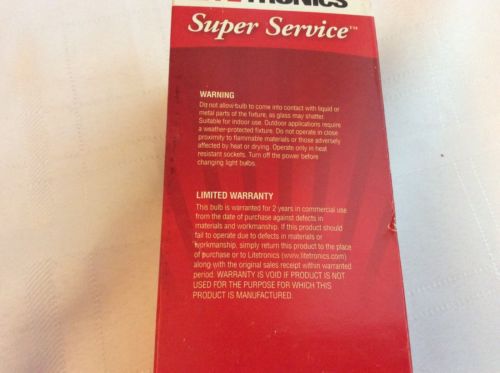 TRONICS
Super Service™
WARNING
Do not allow bulb to come into contact with liquid or
metal parts of the fixture, as glass may shatter.
Suitable for indoor use. Outdoor applications require
a weather-protected fixture. Do not operate in close
proximity to flammable materials or those adversely
affected by heat or drying. Operate only in heat
resistant sockets. Turn off the power before
changing light bulbs.
LIMITED WARRANTY
This bulb is warranted for 2 years in commercial use
from the date of purchase against defects in
materials and workmanship. If this product should
fail to operate due to defects in materials or
workmanship, simply return this product to the place
of purchase or to Litetronics (www.litetronics.com)
along with the original sales receipt within warranted
period. WARRANTY IS VOID IF PRODUCT IS NOT
USED FOR THE PURPOSE FOR WHICH THIS
PRODUCT IS MANUFACTURED.